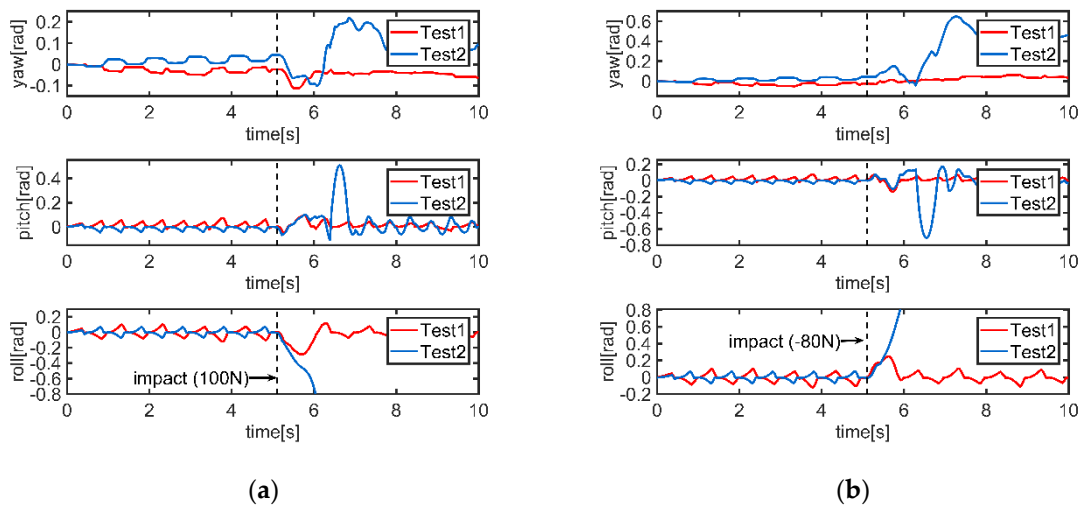 yaw[rad]
0.2
0.1
0
-0.1
Test1
Test2
0 2 4 6 8 10
time[s]
pitch[rad]
0.4
0.2
0
Test1
Test2
0 2 4 6 8 10
time[s]
roll[rad]
0.2
0
-0.2
-0.4
-0.6
-0.8
Test1
Test2
impact (100N)
0 2 4 6 8 10
time[s]
(a)
yaw[rad]
0.6
0.4
0.2
0
Test1
Test2
0 2 4 6 8 10
time[s]
pitch[rad]
0.2
0
-0.2
-0.4
-0.6
-0.8
Test1
Test2
0 2 4 6 8 10
time[s]
roll[rad]
0.8
0.6
0.4
0.2
0
-0.2
Test1
Test2
impact (-80N)
0 2 4 6 8 10
time[s]
(b)